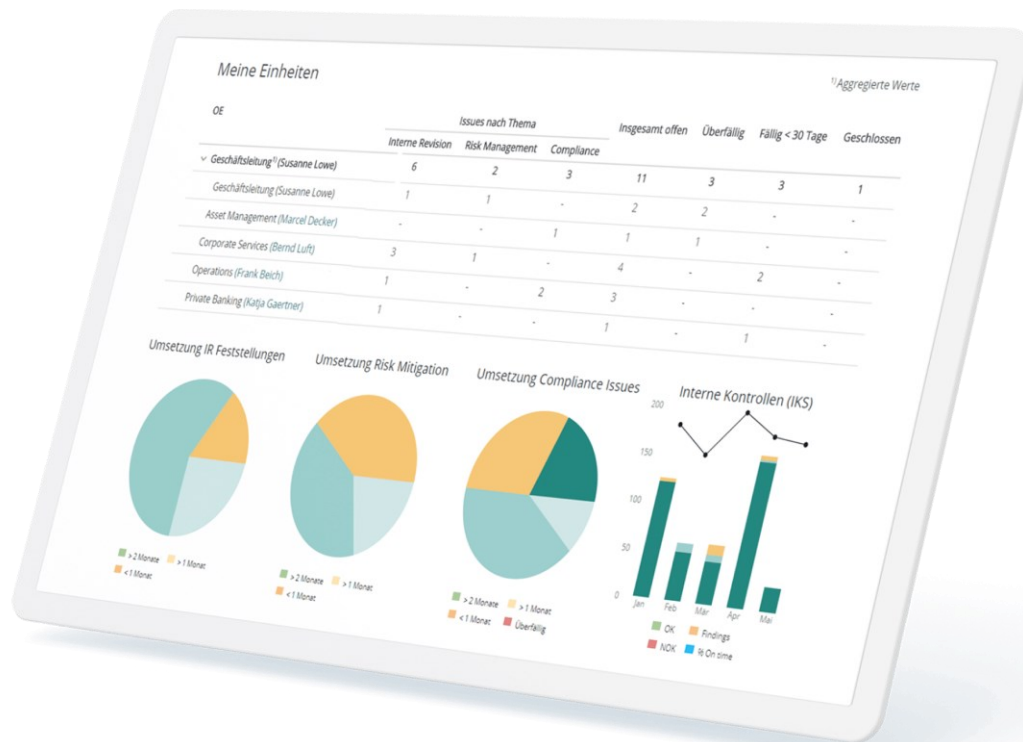 Meine Einheiten
¹⁾ Aggregierte Werte
OE
Issues nach Thema
Interne Revision Risk Management Compliance Insgesamt offen Überfällig Fällig < 30 Tage Geschlossen
Geschäftsleitung¹⁾ (Susanne Lowe) 6 2 3 11 3 3 1
Geschäftsleitung (Susanne Lowe) 1 1 - 2 2 - -
Asset Management (Marcel Decker) - - 1 1 1 - -
Corporate Services (Bernd Luft) 3 1 - 4 - 2 -
Operations (Frank Beich) 1 - 2 3 - - -
Private Banking (Katja Gaertner) 1 - - 1 - 1 -
Umsetzung IR Feststellungen
> 2 Monate > 1 Monat
< 1 Monat
Umsetzung Risk Mitigation
> 2 Monate > 1 Monat
< 1 Monat
Umsetzung Compliance Issues
> 2 Monate > 1 Monat
< 1 Monat Überfällig
Interne Kontrollen (IKS)
200
150
100
50
0
Jan Feb Mar Apr Mai
OK Findings
NOK % On time